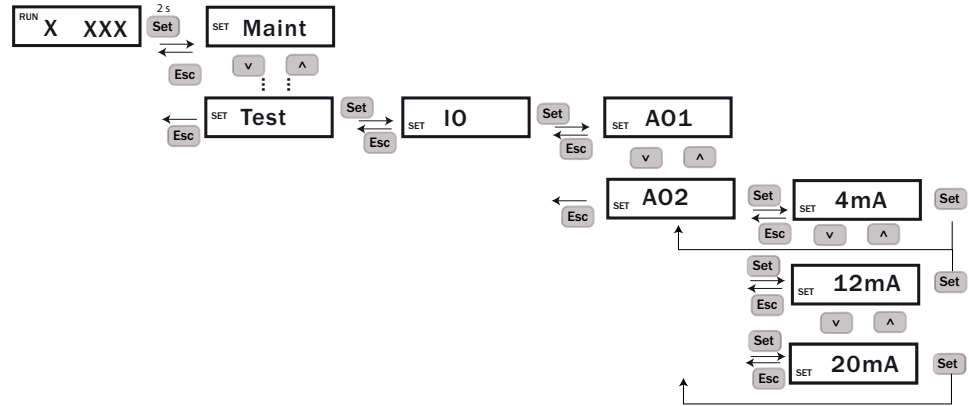 2 s
RUN X XXX Set SET Maint
Esc v ^
SET Test Set SET IO Set SET AO1
Esc Esc Esc v ^
SET AO2 Set SET 4mA Set
Esc Esc v ^
Set SET 12mA Set
Esc v ^
Set SET 20mA Set
Esc